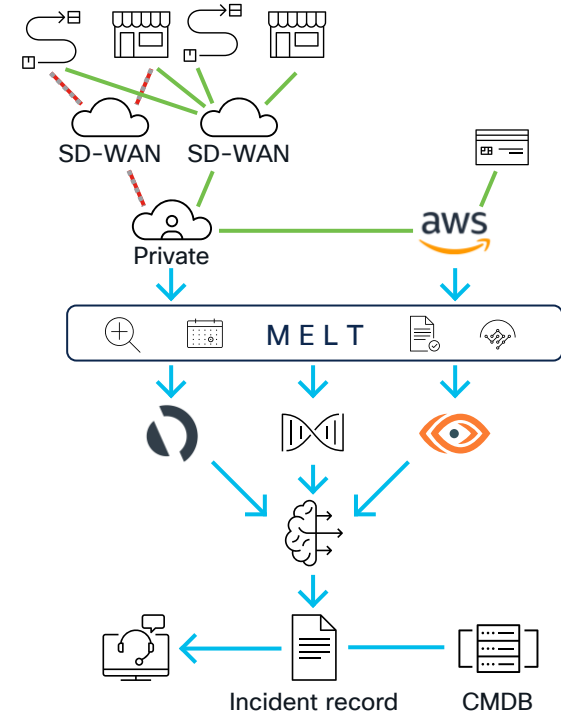 SD-WAN SD-WAN
aws
Private
MELT
Incident record CMDB